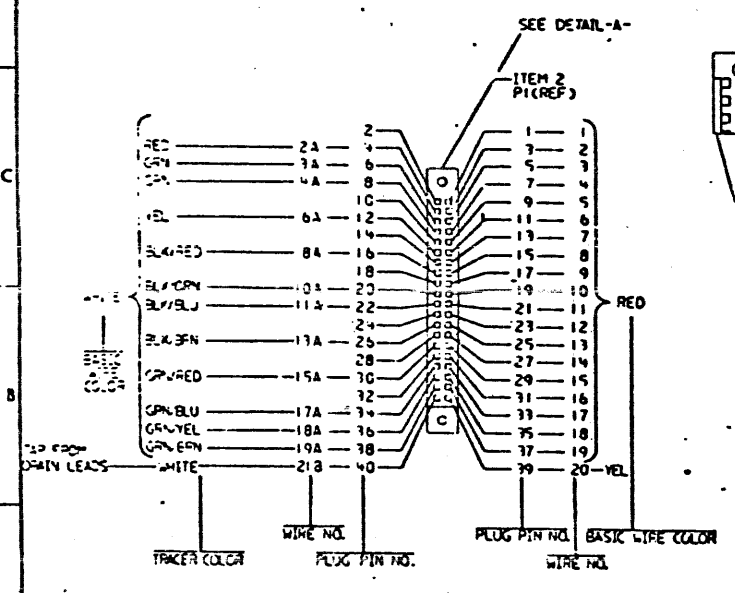 SEE DETAIL-A-
ITEM 2
P1(REF)
C
2 1 1
RED 2A 4 3 2
GRN 3A 6 5 3
4A 8 7 4
10 9 5
YEL 6A 12 11 6
14 13 7
BLK/RED 8A 16 15 8
18 17 9
BLK/GRN 10A 20 19 10
WHITE RED
BLK/BLU 11A 22 21 11
24 23 12
BLK/BRN 13A 26 25 13
28 27 14
BASIC
COLOR
GRN/RED 15A 30 29 15
B
32 31 16
GRN/BLU 17A 34 33 17
GRN/YEL 18A 36 35 18
GRN/BRN 19A 38 37 19
TAP FROM
DRAIN LEADS WHITE 21B 40 39 20 YEL
WIRE NO. PLUG PIN NO. BASIC WIRE COLOR
TRACER COLOR PLUG PIN NO. WIRE NO.